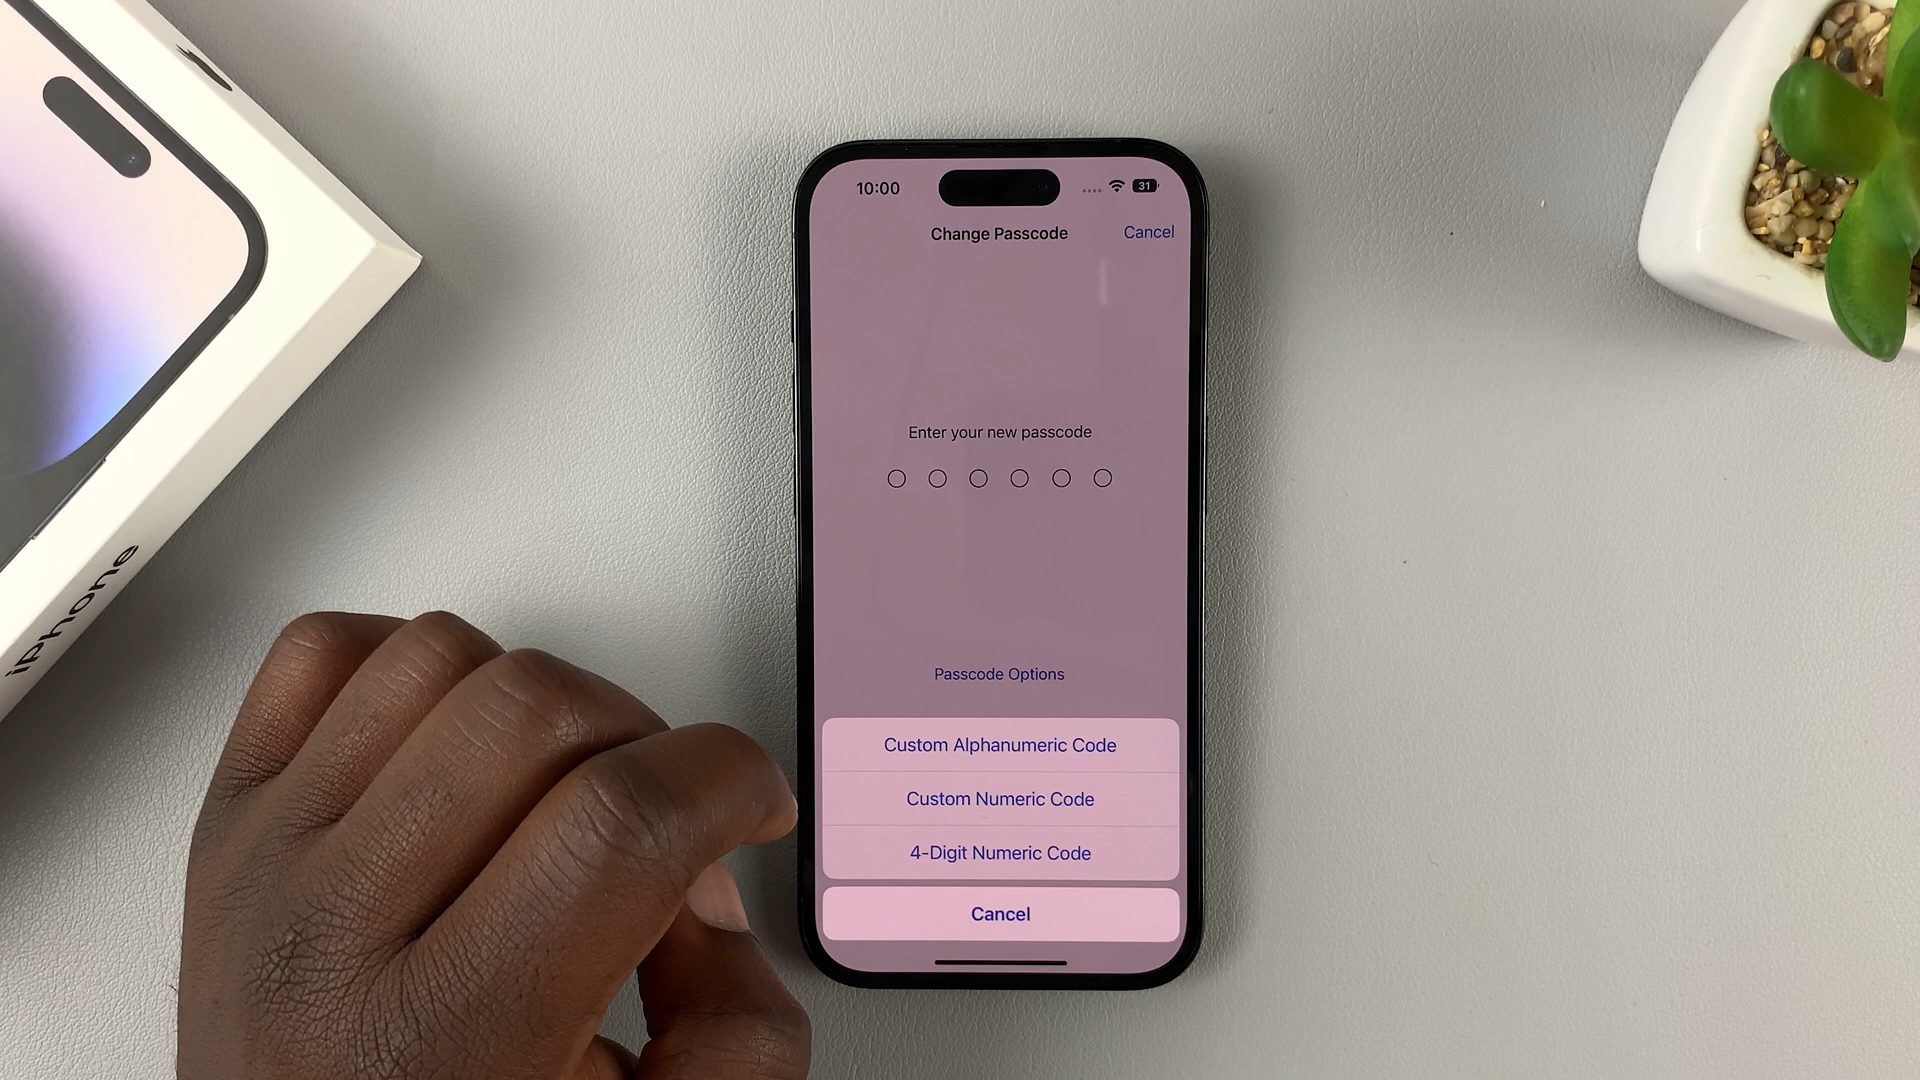 iPhone
10:00
31
Change Passcode
Cancel
Enter your new passcode
Passcode Options
Custom Alphanumeric Code
Custom Numeric Code
4-Digit Numeric Code
Cancel